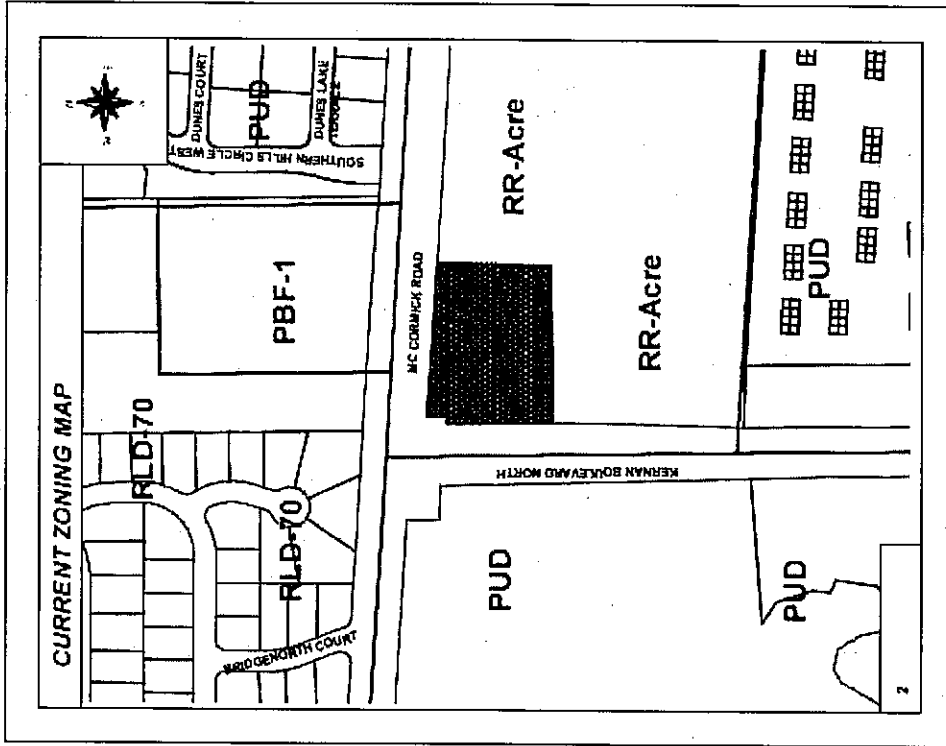 CURRENT ZONING MAP
DUNES COURT
PUD
DUNES LAKE
SOUTHERN HILLS CIRCLE WEST
RLD-70
PBF-1
RLD-70
BRIDGENORTH COURT
MC CORMICK ROAD
RR-Acre
RR-Acre
KERNAN BOULEVARD NORTH
PUD
PUD
PUD
2